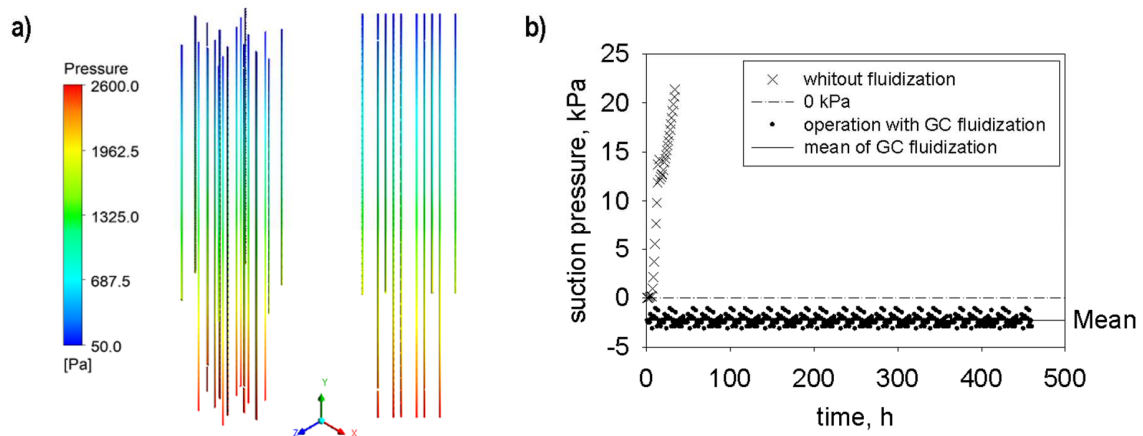 a)
Pressure
2600.0
1962.5
1325.0
687.5
50.0
[Pa]
Y
Z
X
b)
suction pressure, kPa
25
20
15
10
5
0
-5
whitout fluidization
0 kPa
operation with GC fluidization
mean of GC fluidization
Mean
0 100 200 300 400 500
time, h